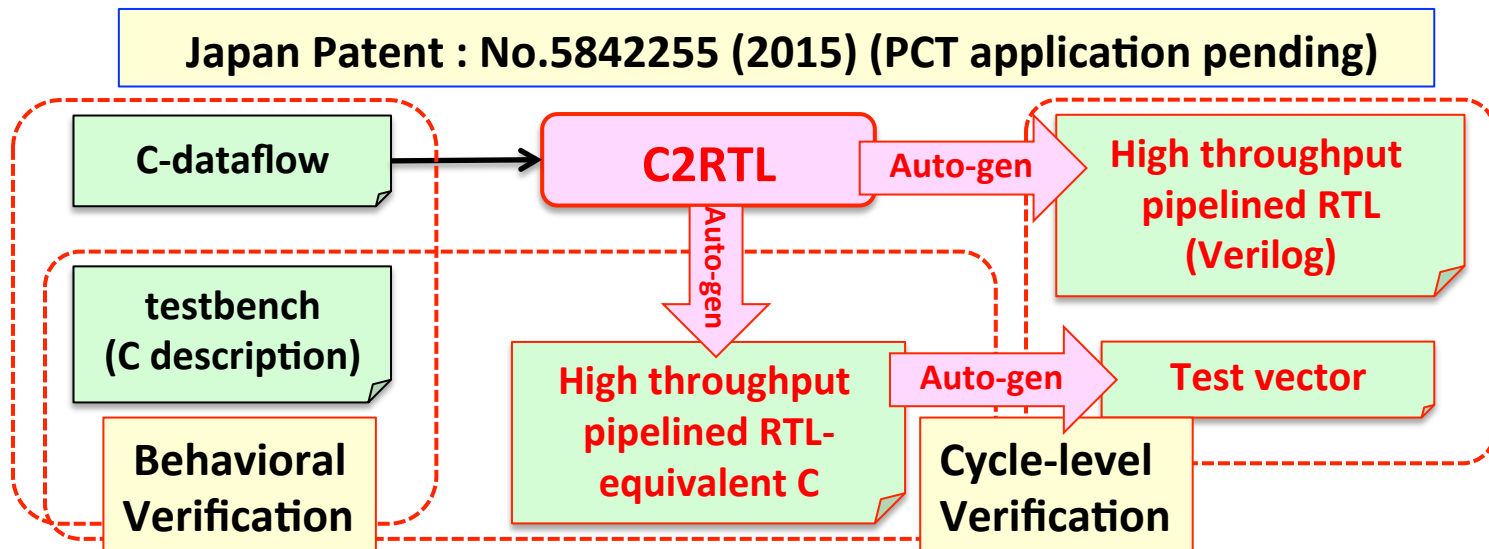 Japan Patent : No.5842255 (2015) (PCT application pending)
C-dataflow
C2RTL
Auto-gen
High throughput
pipelined RTL
(Verilog)
Auto-gen
testbench
(C description)
High throughput
pipelined RTL-
equivalent C
Auto-gen
Test vector
Behavioral
Verification
Cycle-level
Verification